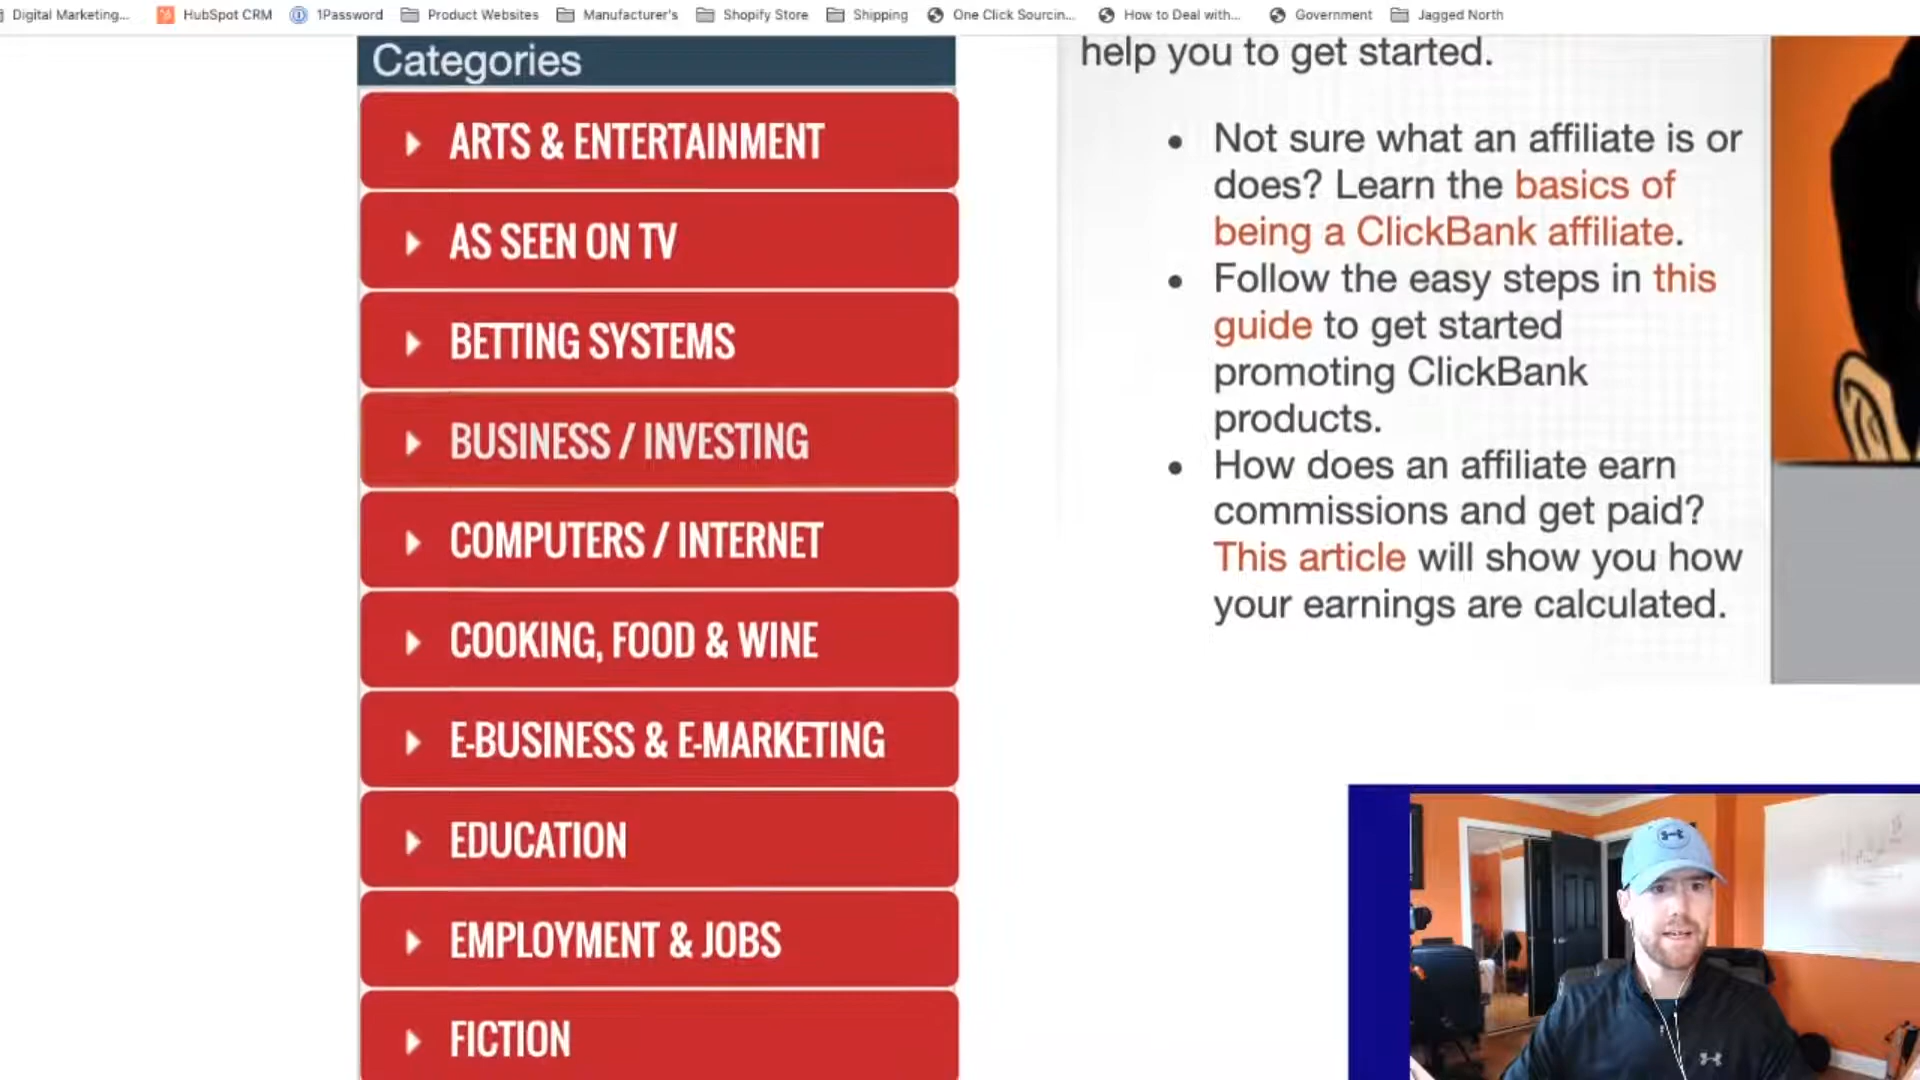 Digital Marketing...
HubSpot CRM
1Password
Product Websites
Manufacturer's
Shopify Store
Shipping
One Click Sourcin...
How to Deal with...
Government
Jagged North
Categories
ARTS & ENTERTAINMENT
AS SEEN ON TV
BETTING SYSTEMS
BUSINESS / INVESTING
COMPUTERS / INTERNET
COOKING, FOOD & WINE
E-BUSINESS & E-MARKETING
EDUCATION
EMPLOYMENT & JOBS
FICTION
help you to get started.
Not sure what an affiliate is or
does? Learn the basics of
being a ClickBank affiliate.
Follow the easy steps in this
guide to get started
promoting ClickBank
products.
How does an affiliate earn
commissions and get paid?
This article will show you how
your earnings are calculated.